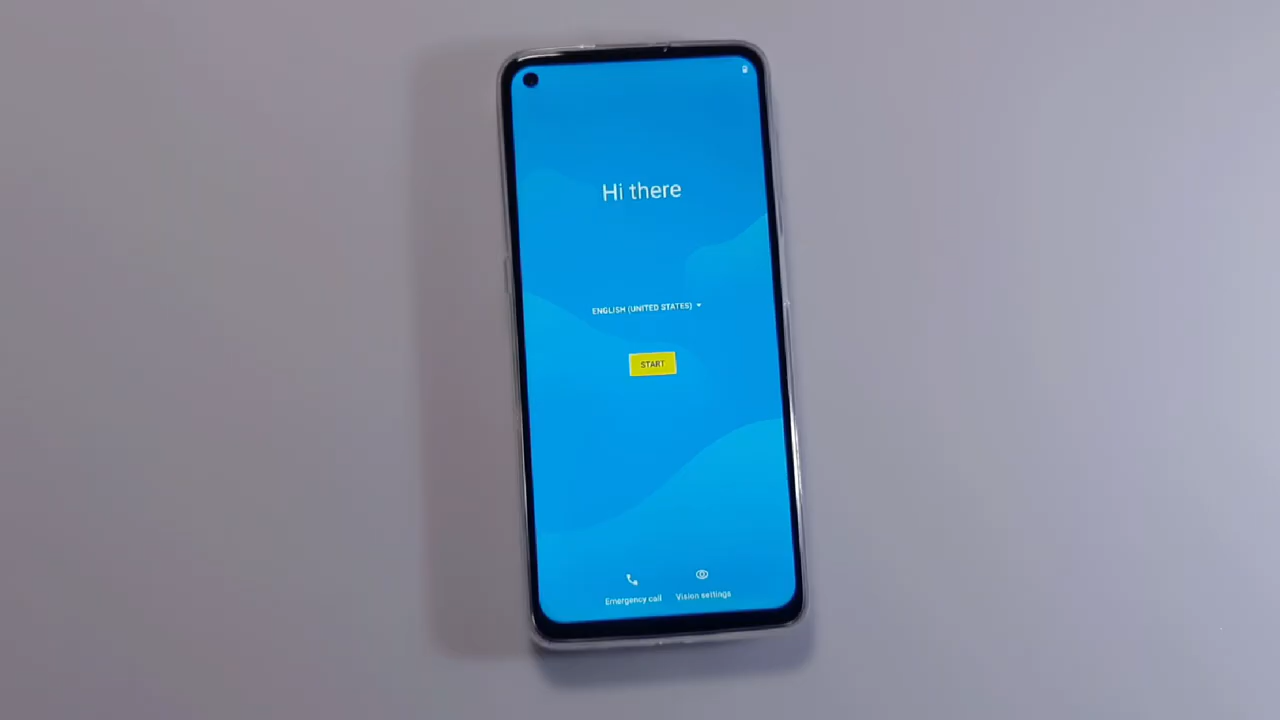 Hi there
ENGLISH (UNITED STATES)
START
Emergency call
Vision settings